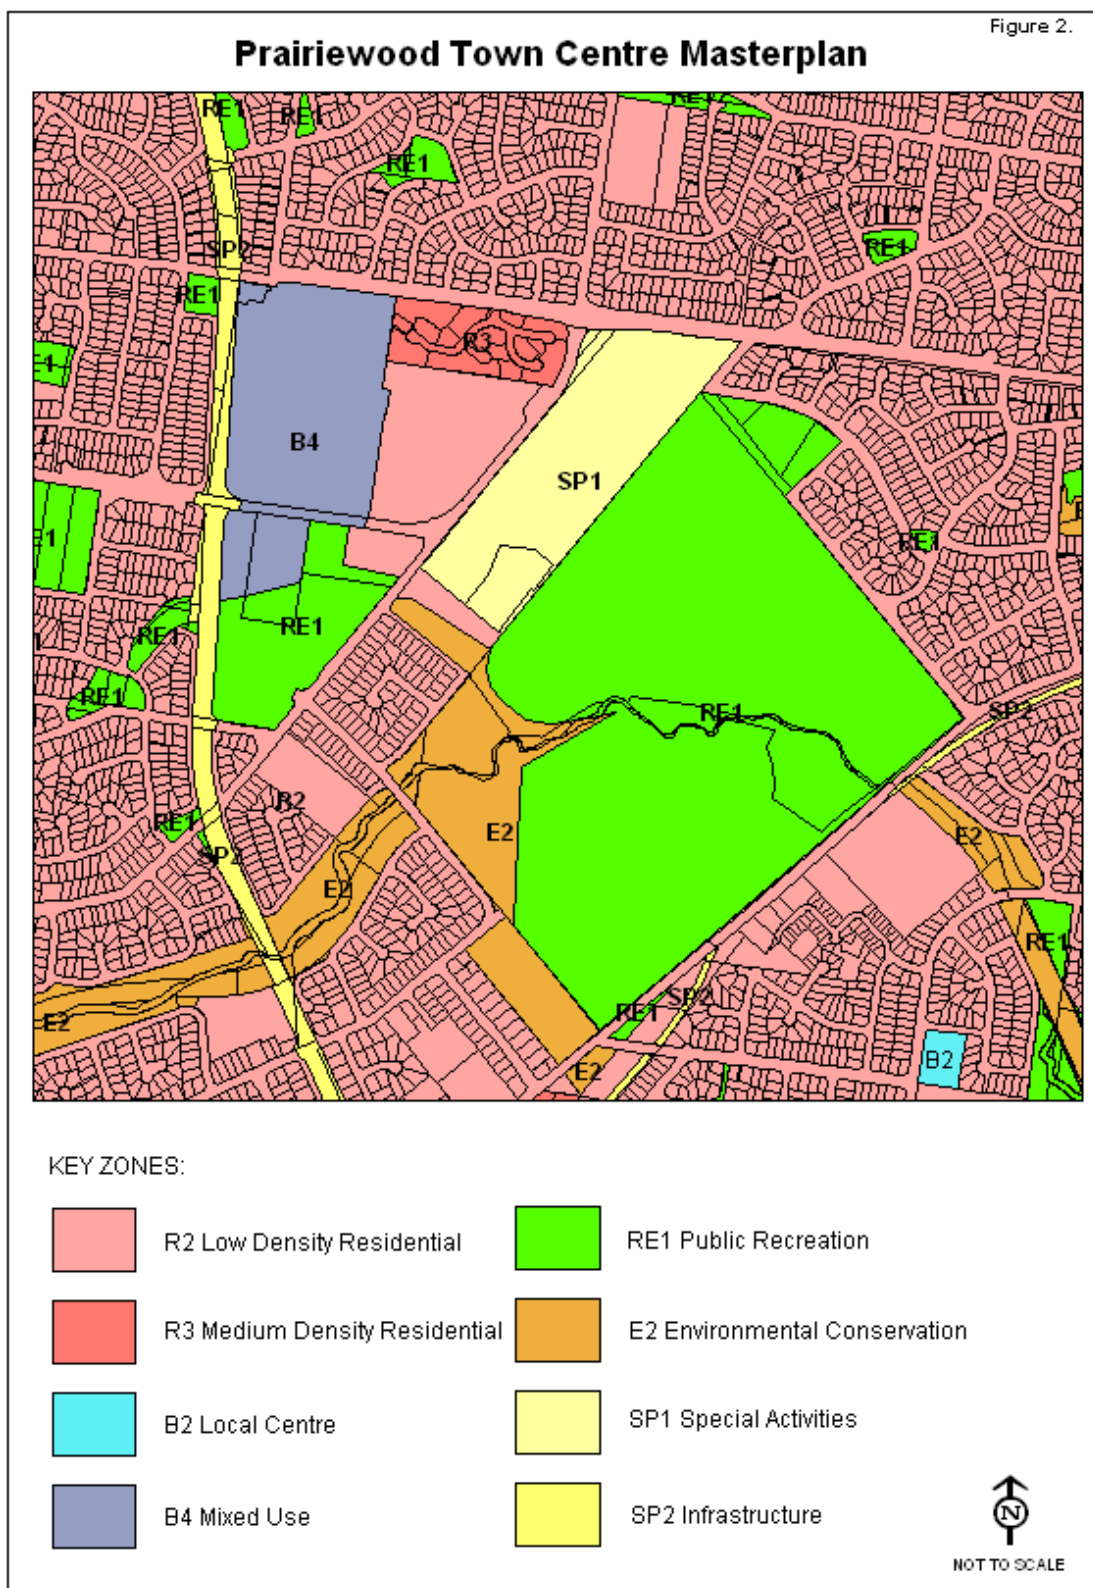 Figure 2.
Prairiewood Town Centre Masterplan
RE1
RE1
RE1
RE1
SP2
RE1
RE1
R3
B4
SP1
RE1
RE1
RE1
RE1
RE1
SP2
R2
RE1
E2
E2
SP2
E2
RE1
E2
SP2
RE1
B2
E2
KEY ZONES:
R2 Low Density Residential
RE1 Public Recreation
R3 Medium Density Residential
E2 Environmental Conservation
B2 Local Centre
SP1 Special Activities
B4 Mixed Use
SP2 Infrastructure
N
NOT TO SCALE